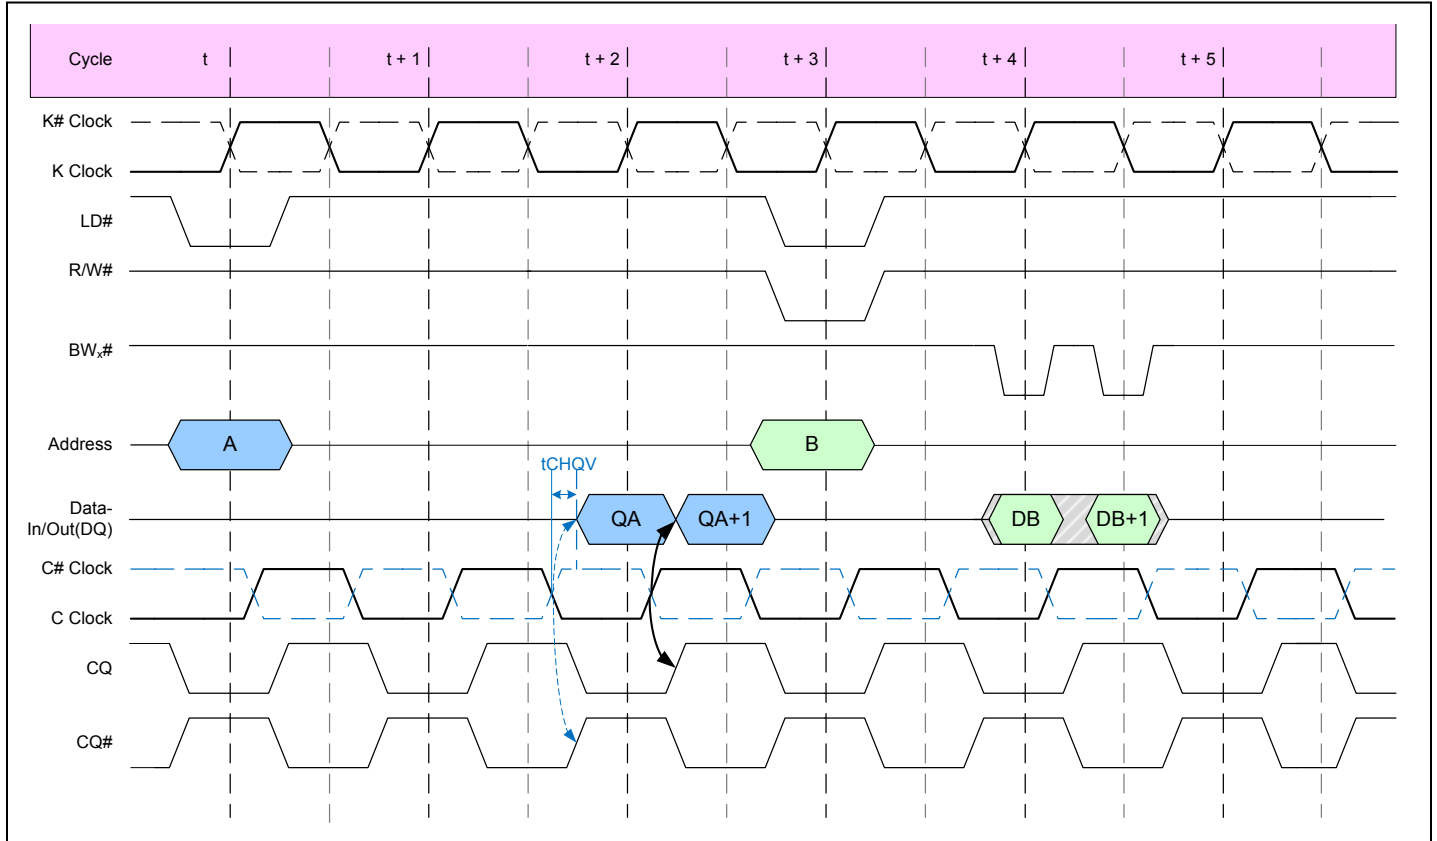 Cycle t t + 1 t + 2 t + 3 t + 4 t + 5
K# Clock
K Clock
LD#
R/W#
BWx#
Address A B
tCHQV
Data-
In/Out(DQ) QA QA+1 DB DB+1
C# Clock
C Clock
CQ
CQ#